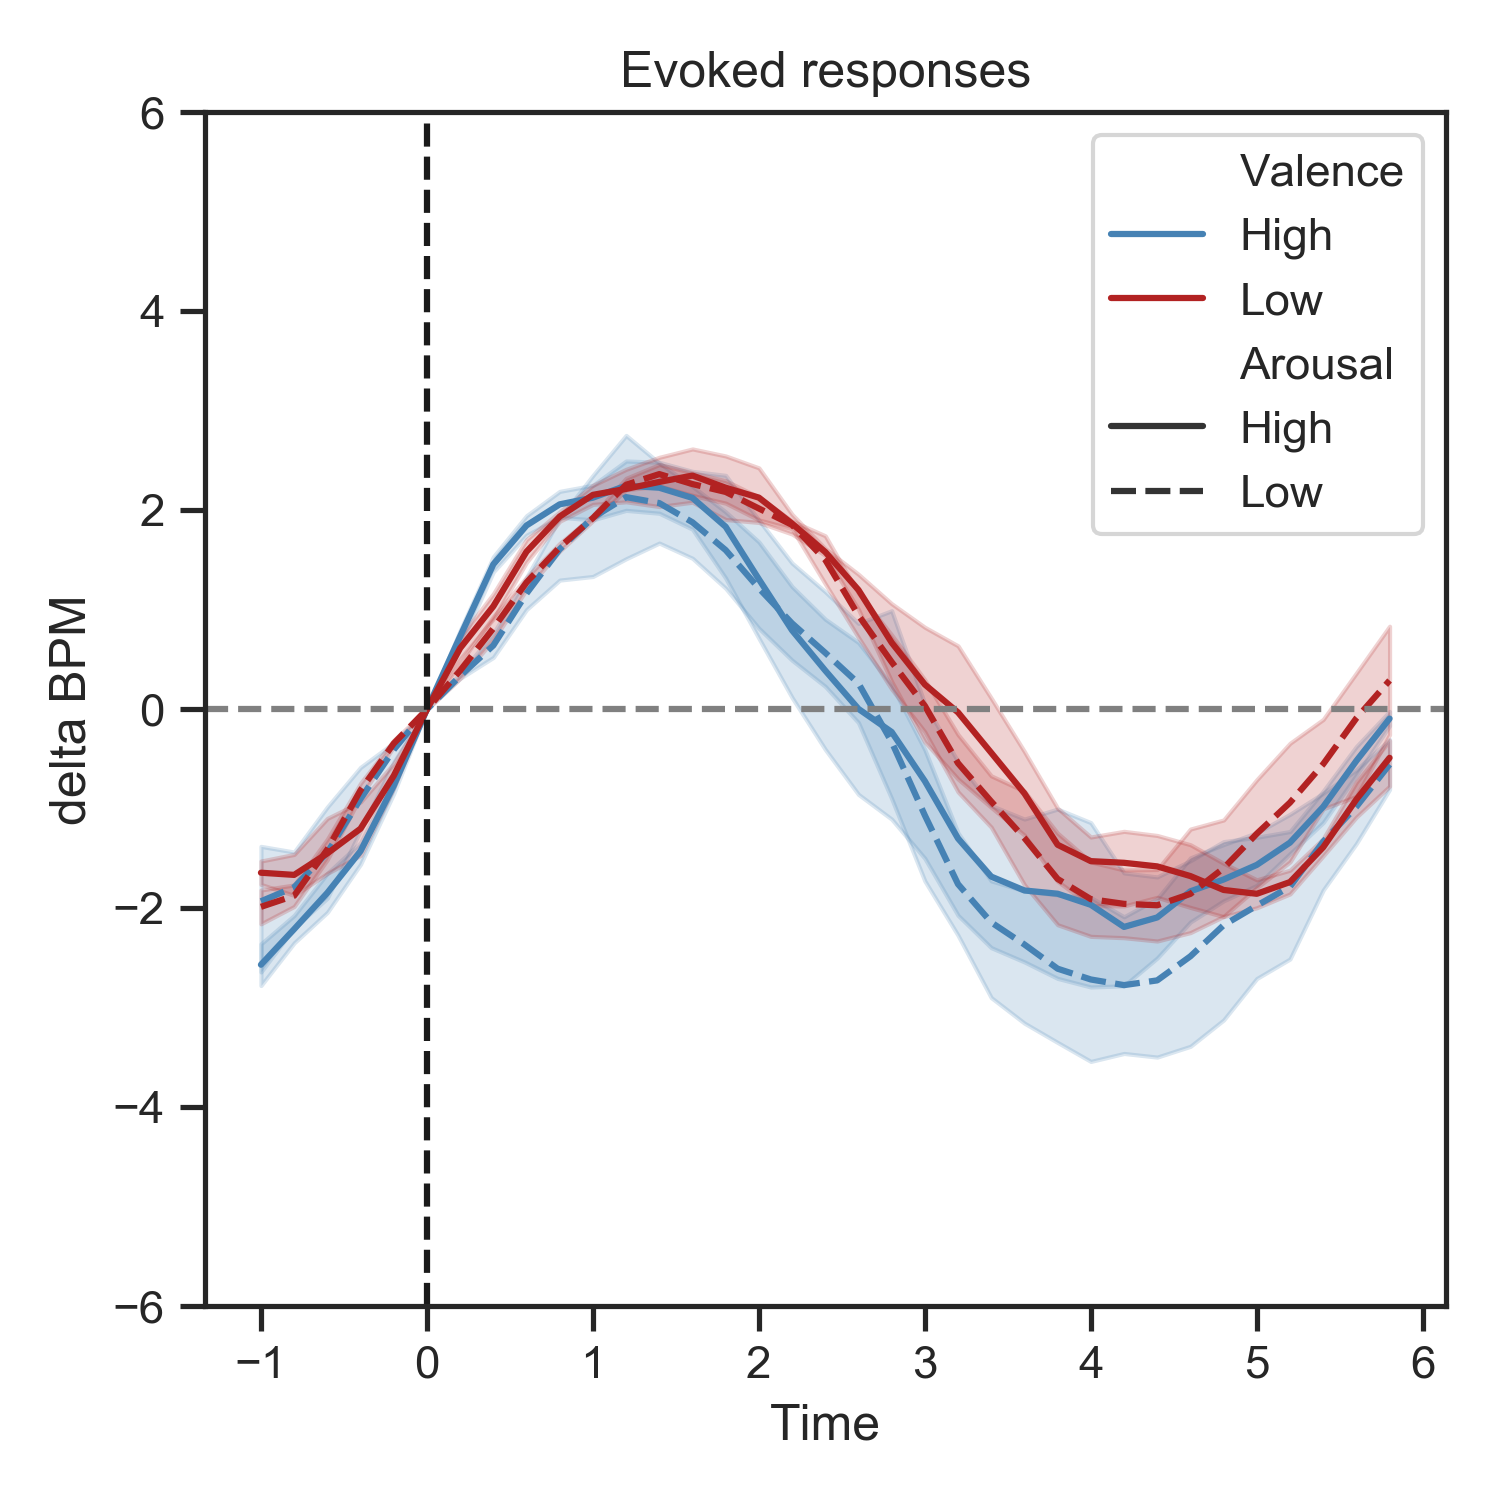 Evoked responses
6
4
2
0
−2
−4
−6
delta BPM
Valence
High
Low
Arousal
High
Low
−1 0 1 2 3 4 5 6
Time